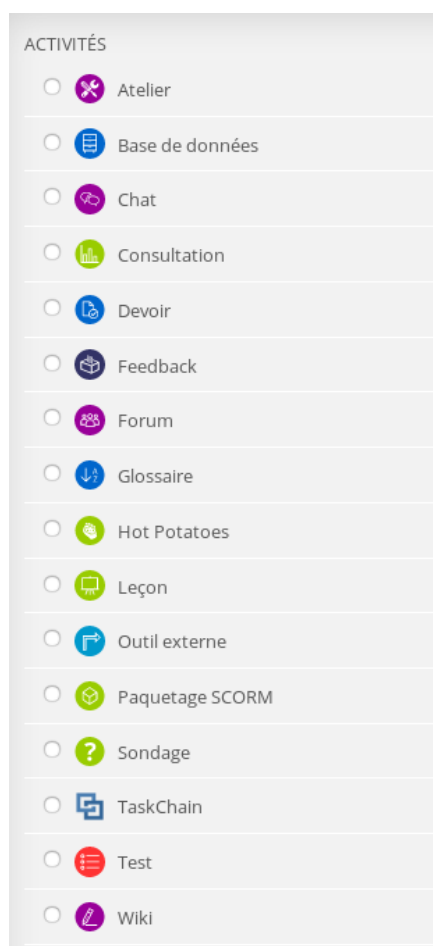 ACTIVITÉS
Atelier
Base de données
Chat
Consultation
Devoir
Feedback
Forum
Glossaire
Hot Potatoes
Leçon
Outil externe
Paquetage SCORM
Sondage
TaskChain
Test
Wiki